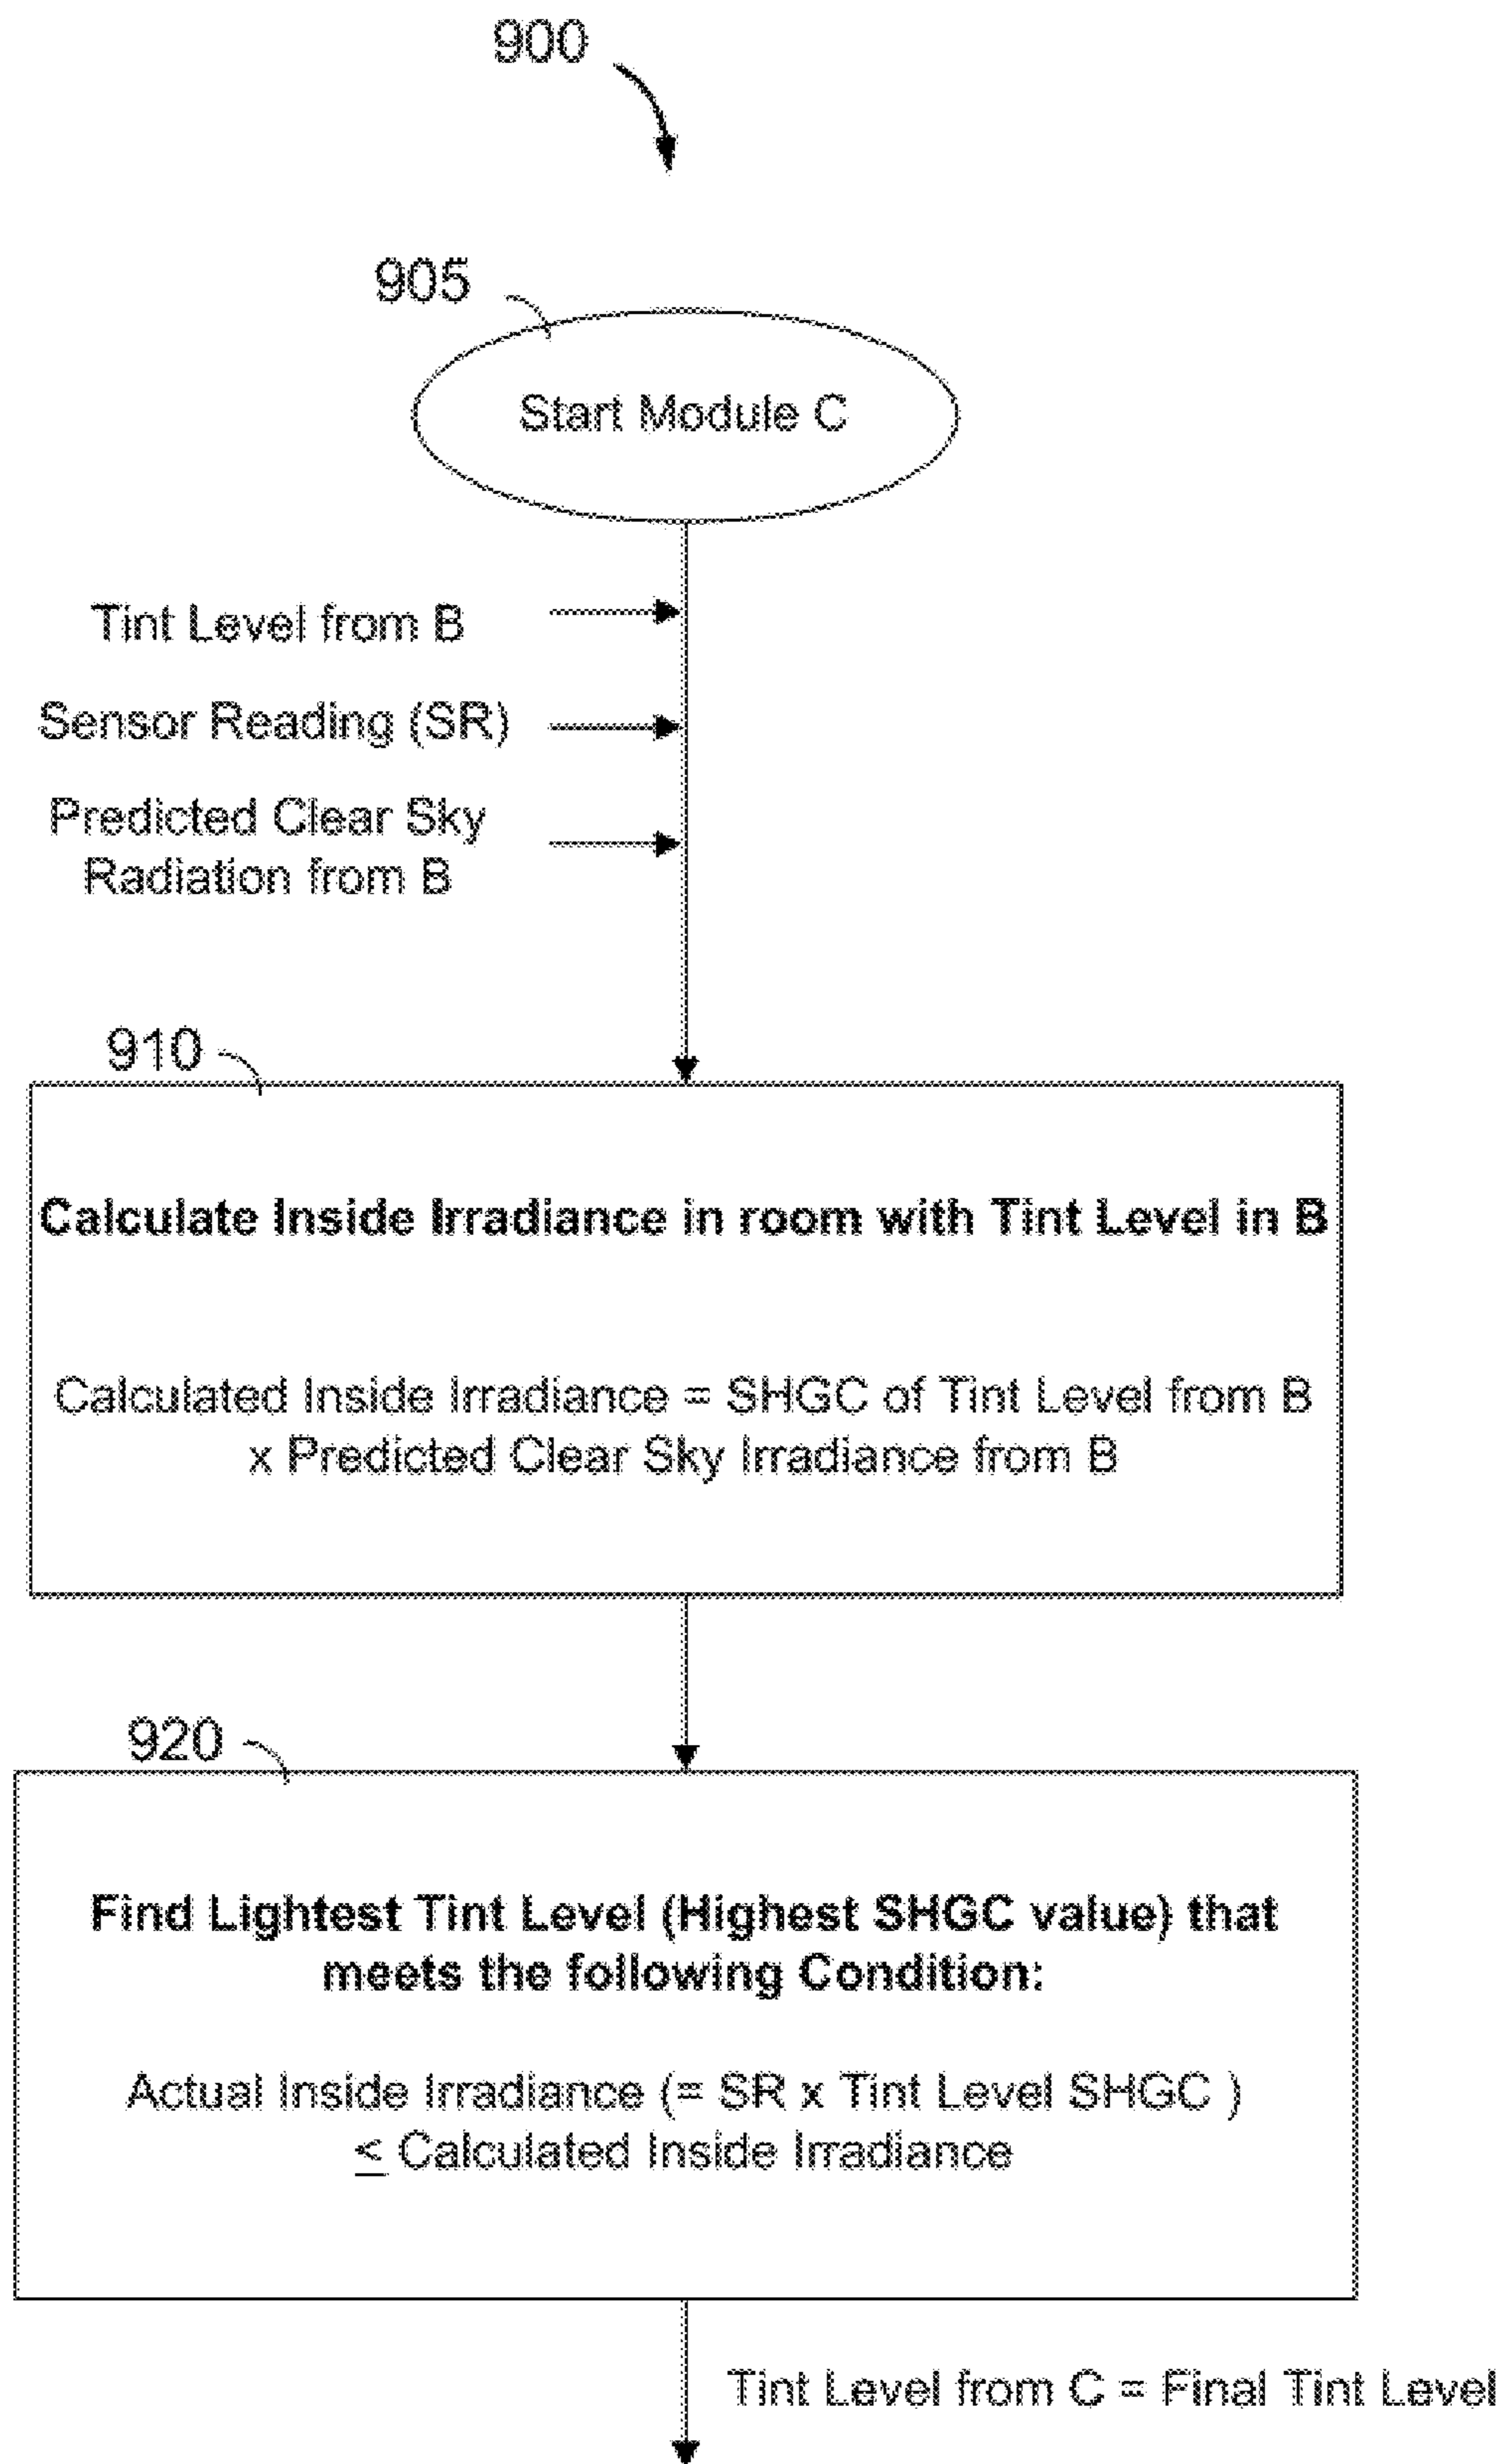 900
905
Start Module C
Tint Level from B
Sensor Reading (SR)
Predicted Clear Sky
Radiation from B
910
Calculate Inside Irradiance in room with Tint Level in B
Calculated Inside Irradiance = SHGC of Tint Level from B
x Predicted Clear Sky Irradiance from B
920
Find Lightest Tint Level (Highest SHGC value) that
meets the following Condition:
Actual Inside Irradiance (= SR x Tint Level SHGC )
≤ Calculated Inside Irradiance
Tint Level from C = Final Tint Level